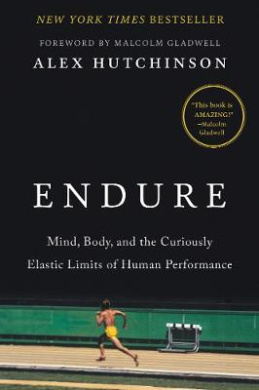 NEW YORK TIMES BESTSELLER
FOREWORD BY MALCOLM GLADWELL
ALEX HUTCHINSON
"This book is
AMAZING!"
—Malcolm
Gladwell
ENDURE
Mind, Body, and the Curiously
Elastic Limits of Human Performance